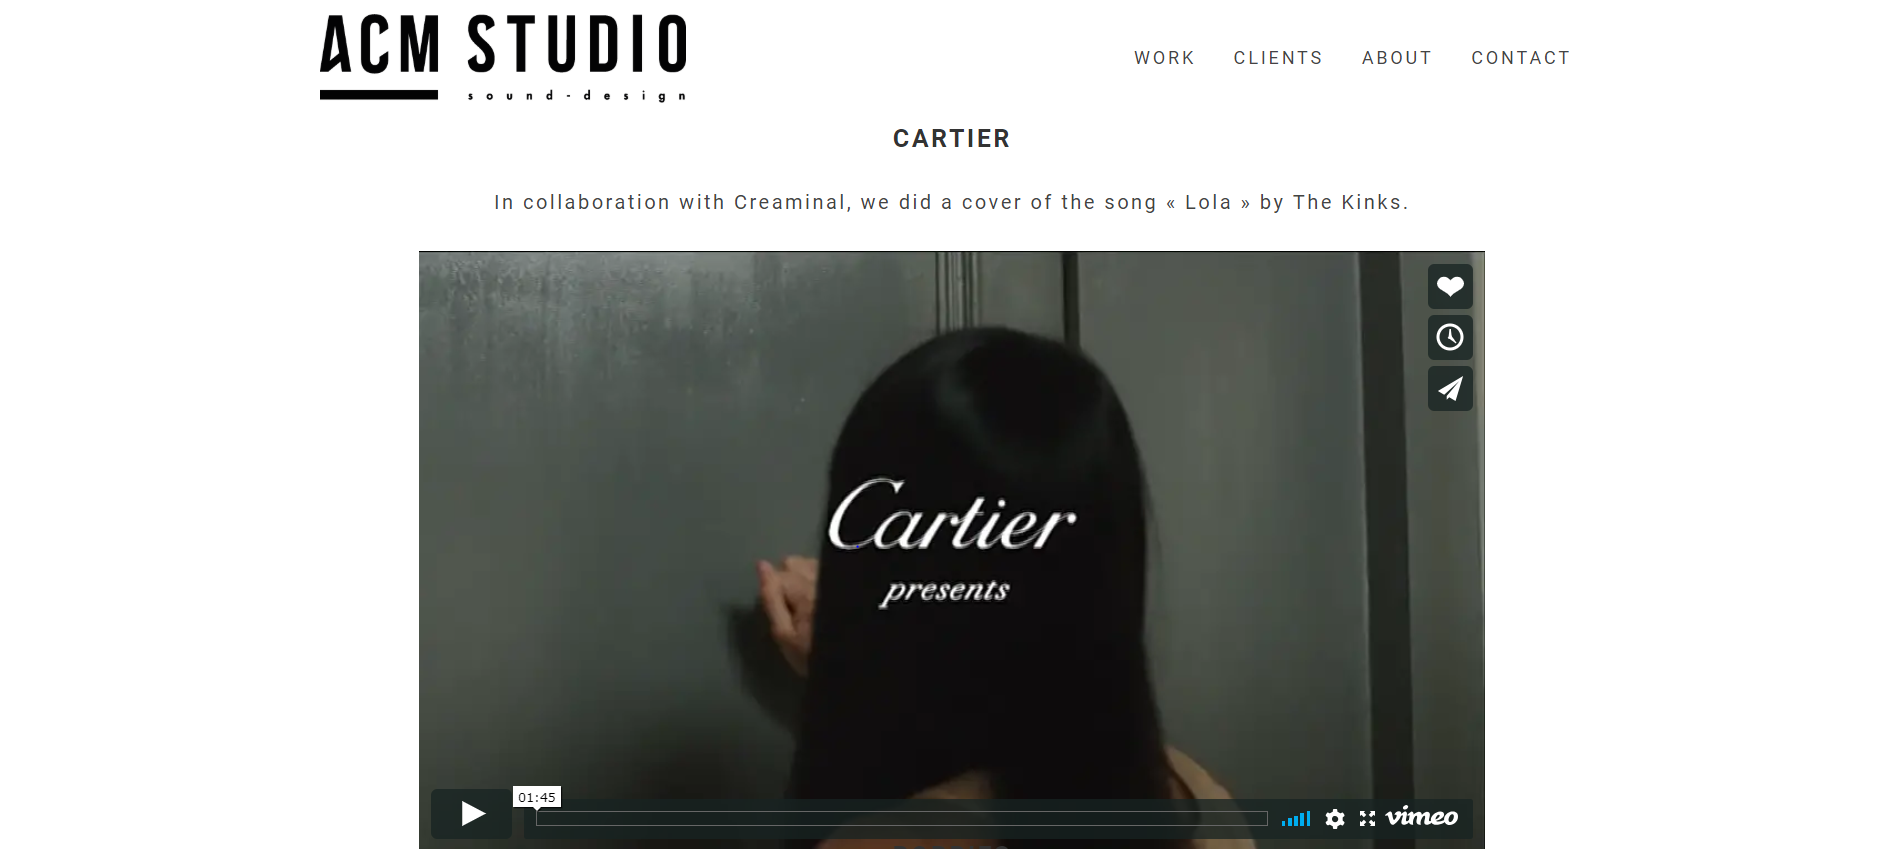 ACM STUDIO
sound-design
WORK CLIENTS ABOUT CONTACT
CARTIER
In collaboration with Creaminal, we did a cover of the song « Lola » by The Kinks.
Cartier
presents
01:45
vimeo